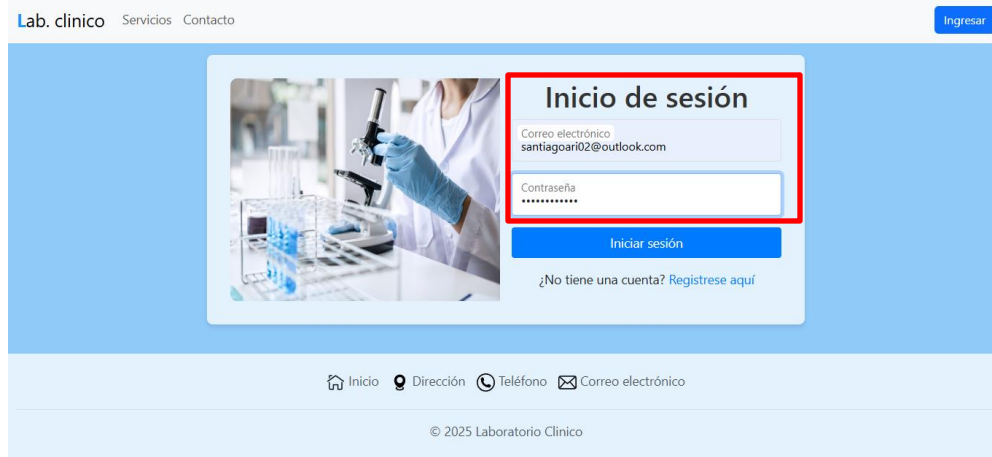 Lab. clinico Servicios Contacto Ingresar
Inicio de sesión
Correo electrónico
santiagoari02@outlook.com
Contraseña
••••••••••••
Iniciar sesión
¿No tiene una cuenta? Registrese aquí
Inicio Dirección Teléfono Correo electrónico
© 2025 Laboratorio Clinico